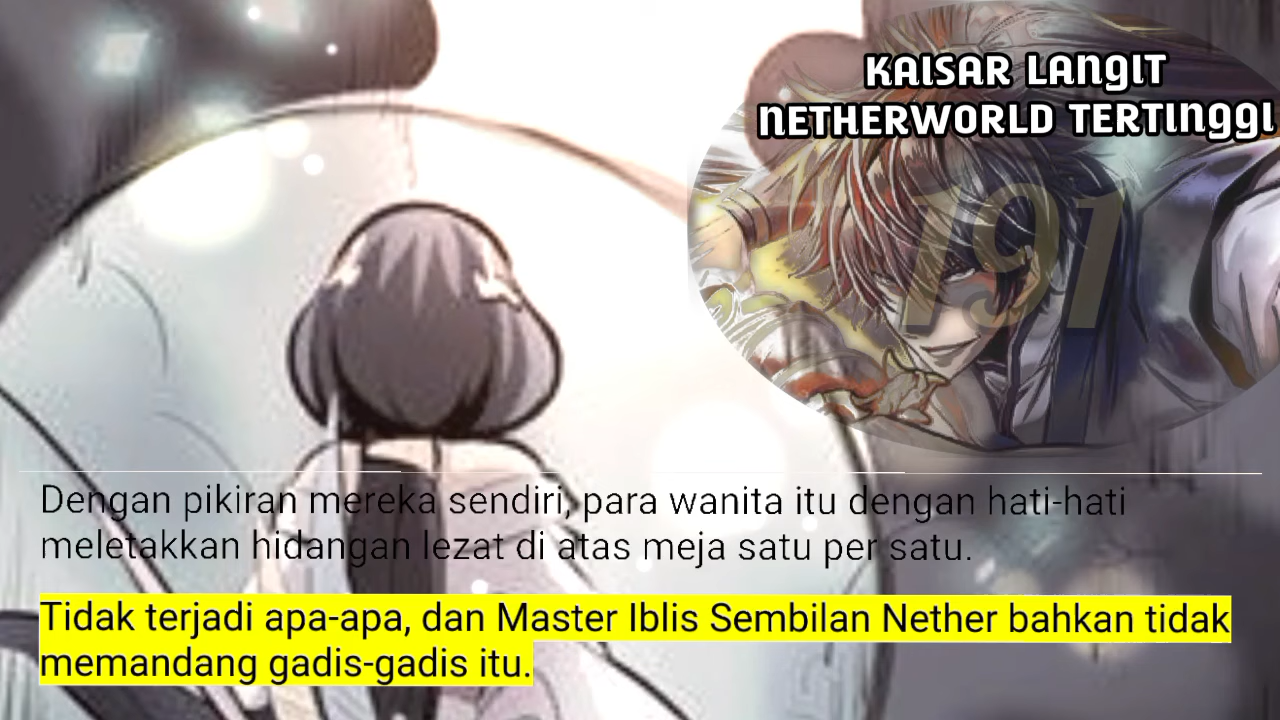 KAISAR LANGIT
NETHERWORLD TERTINGGI
791
Dengan pikiran mereka sendiri, para wanita itu dengan hati-hati
meletakkan hidangan lezat di atas meja satu per satu.
Tidak terjadi apa-apa, dan Master Iblis Sembilan Nether bahkan tidak
memandang gadis-gadis itu.